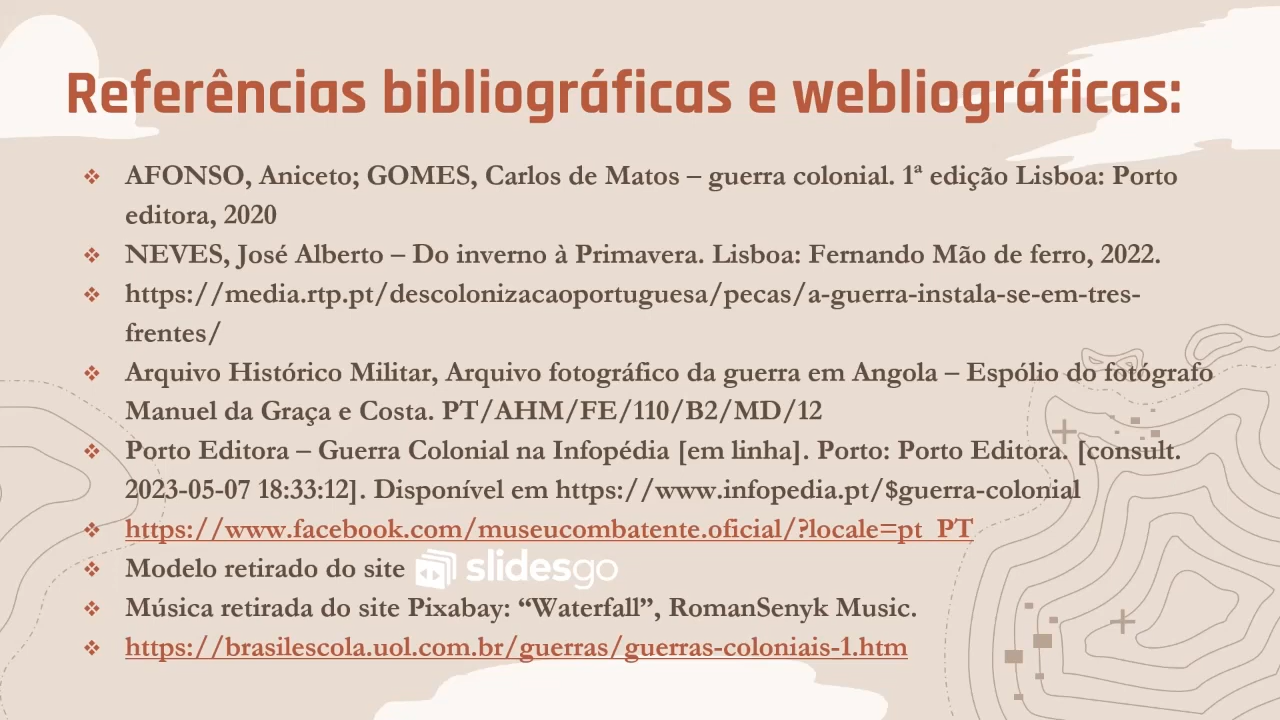 Referências bibliográficas e webliográficas:
❖ AFONSO, Aniceto; GOMES, Carlos de Matos – guerra colonial. 1ª edição Lisboa: Porto
editora, 2020
❖ NEVES, José Alberto – Do inverno à Primavera. Lisboa: Fernando Mão de ferro, 2022.
❖ https://media.rtp.pt/descolonizacaoportuguesa/pecas/a-guerra-instala-se-em-tres-
frentes/
❖ Arquivo Histórico Militar, Arquivo fotográfico da guerra em Angola – Espólio do fotógrafo
Manuel da Graça e Costa. PT/AHM/FE/110/B2/MD/12
❖ Porto Editora – Guerra Colonial na Infopédia [em linha]. Porto: Porto Editora. [consult.
2023-05-07 18:33:12]. Disponível em https://www.infopedia.pt/$guerra-colonial
❖ https://www.facebook.com/museucombatente.oficial/?locale=pt_PT
❖ Modelo retirado do site slidesgo
❖ Música retirada do site Pixabay: “Waterfall”, RomanSenyk Music.
❖ https://brasilescola.uol.com.br/guerras/guerras-coloniais-1.htm